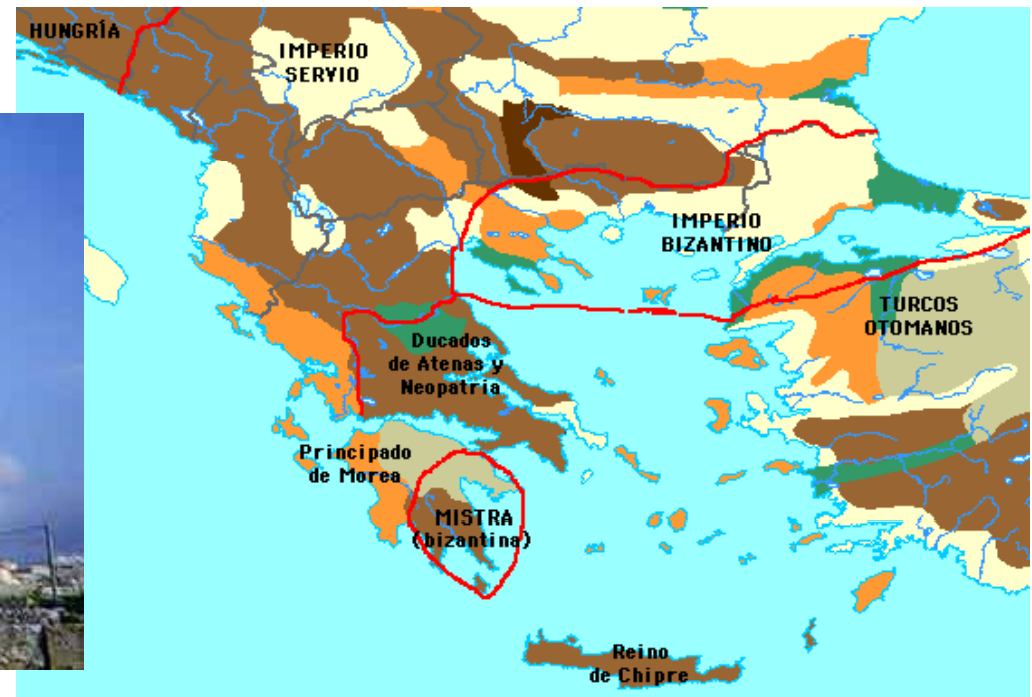 HUNGRÍA
IMPERIO
SERVIO
IMPERIO
BIZANTINO
TURCOS
OTOMANOS
Ducados
de Atenas y
Neopatria
Principado
de Morea
MISTRA
(bizantina)
Reino
de Chipre